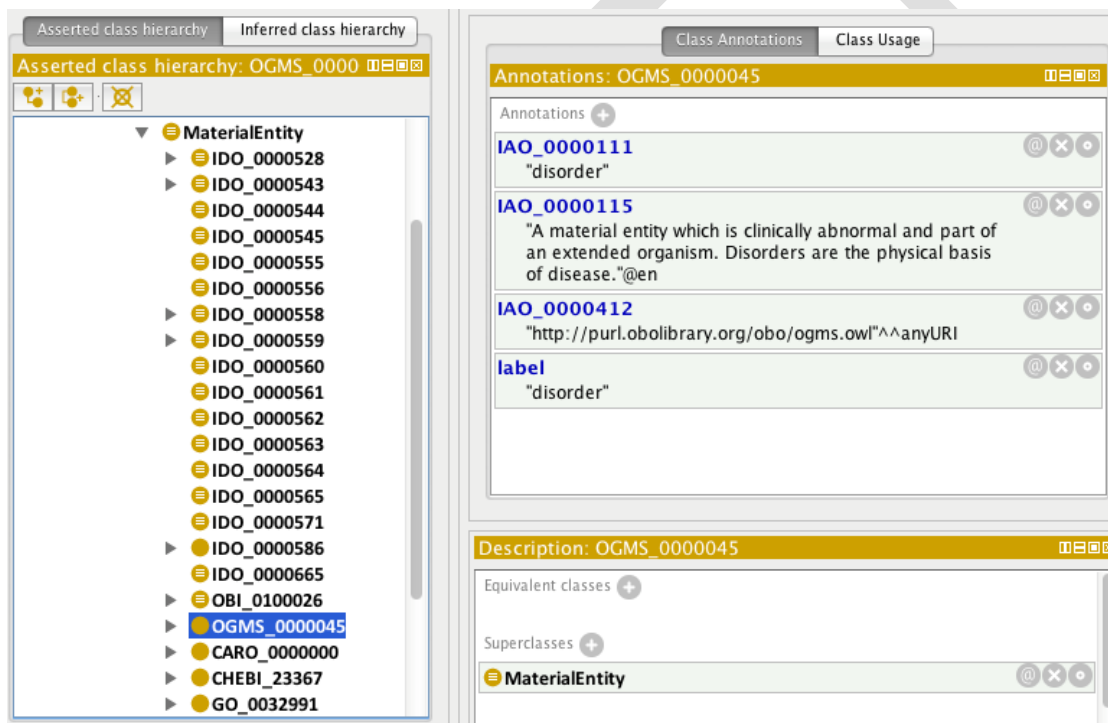 Asserted class hierarchy
Inferred class hierarchy
Asserted class hierarchy: OGMS_0000
MaterialEntity
IDO_0000528
IDO_0000543
IDO_0000544
IDO_0000545
IDO_0000555
IDO_0000556
IDO_0000558
IDO_0000559
IDO_0000560
IDO_0000561
IDO_0000562
IDO_0000563
IDO_0000564
IDO_0000565
IDO_0000571
IDO_0000586
IDO_0000665
OBI_0100026
OGMS_0000045
CARO_0000000
CHEBI_23367
GO_0032991
Class Annotations
Class Usage
Annotations: OGMS_0000045
Annotations
IAO_0000111
"disorder"
IAO_0000115
"A material entity which is clinically abnormal and part of
an extended organism. Disorders are the physical basis
of disease."@en
IAO_0000412
"http://purl.obolibrary.org/obo/ogms.owl"^^anyURI
label
"disorder"
Description: OGMS_0000045
Equivalent classes
Superclasses
MaterialEntity